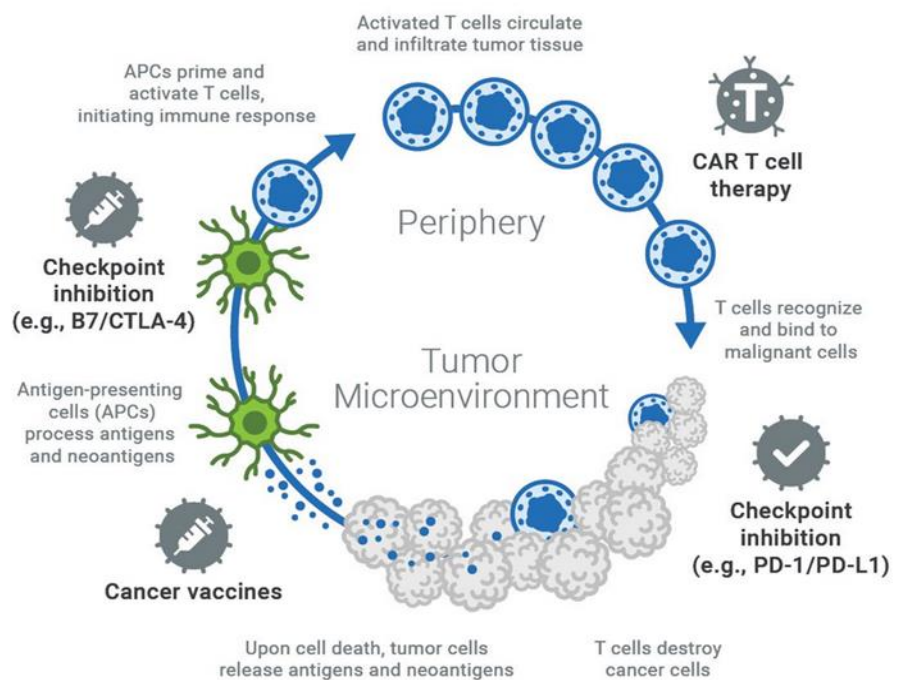 Activated T cells circulate
and infiltrate tumor tissue
APCs prime and
activate T cells,
initiating immune response
T
CAR T cell
therapy
Periphery
Checkpoint
inhibition
(e.g., B7/CTLA-4)
T cells recognize
and bind to
malignant cells
Tumor
Microenvironment
Antigen-presenting
cells (APCs)
process antigens
and neoantigens
Checkpoint
inhibition
(e.g., PD-1/PD-L1)
Cancer vaccines
Upon cell death, tumor cells
release antigens and neoantigens
T cells destroy
cancer cells